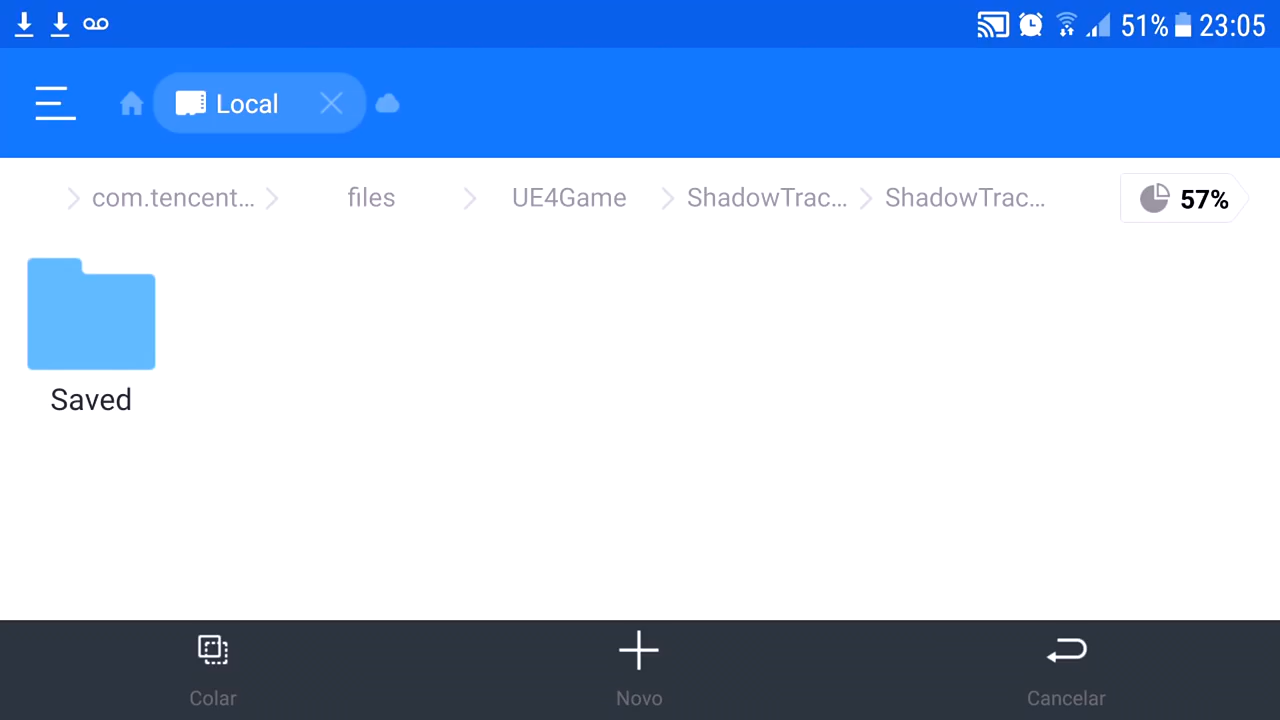 51% 23:05
Local
com.tencent... files UE4Game ShadowTrac... ShadowTrac... 57%
Saved
Colar Novo Cancelar